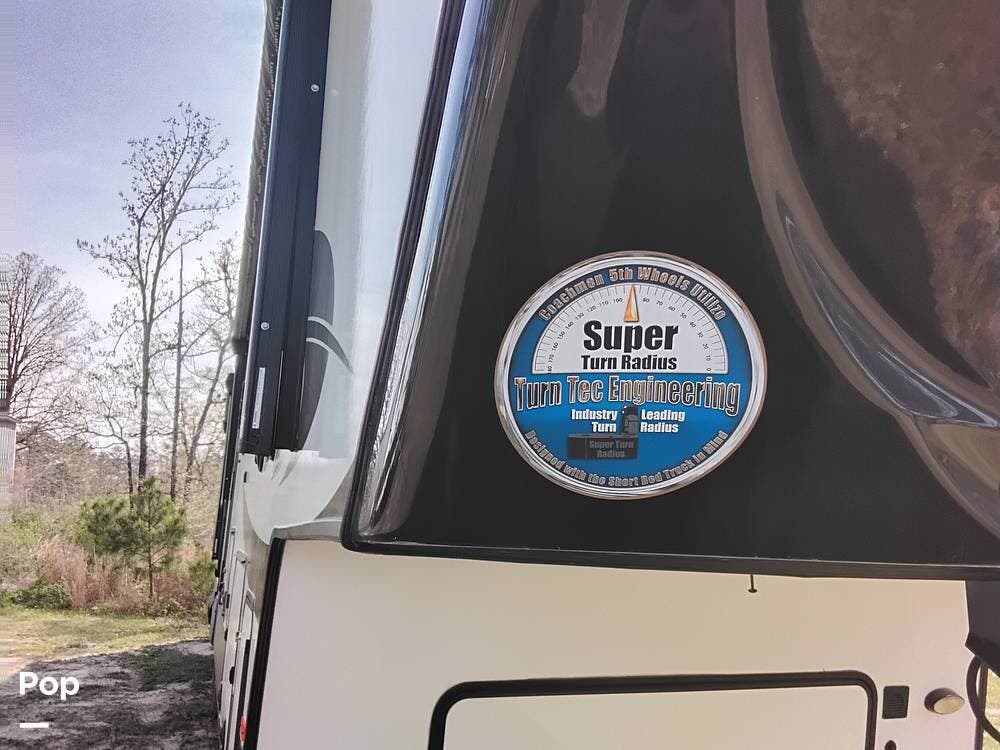 Coachmen 5th Wheels Utilize
Super
Turn Radius
Turn Tec Engineering
Industry Leading
Turn Radius
Super Turn
Radius
Designed with the Short Bed Truck in Mind
Pop